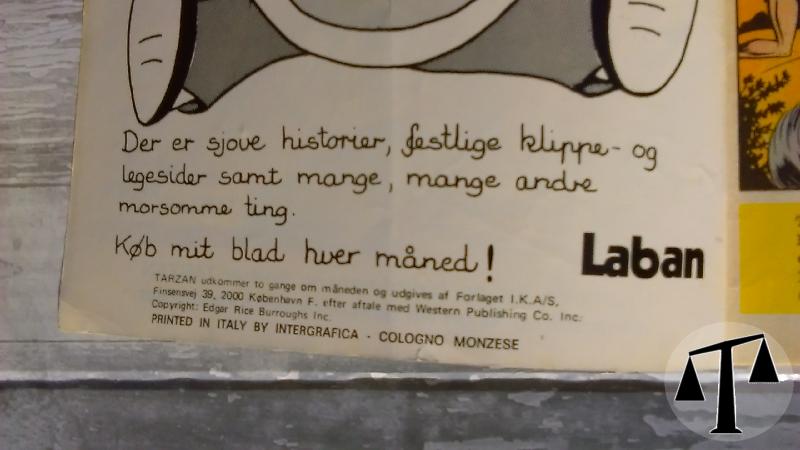 Der er sjove historier, festlige klippe- og
legesider samt mange, mange andre
morsomme ting.
Køb mit blad hver måned!
Laban
TARZAN udkommer to gange om måneden og udgives af Forlaget I.K.A/S,
Finsensvej 39, 2000 København F. efter aftale med Western Publishing Co. Inc.
Copyright: Edgar Rice Burroughs Inc.
PRINTED IN ITALY BY INTERGRAFICA - COLOGNO MONZESE